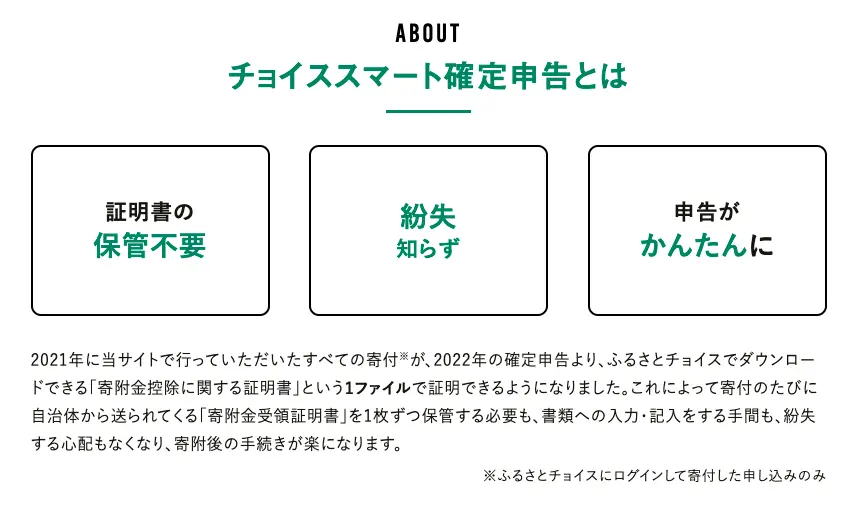 ABOUT
チョイススマート確定申告とは
証明書の
保管不要
紛失
知らず
申告が
かんたんに
2021年に当サイトで行っていただいたすべての寄付※が、2022年の確定申告より、ふるさとチョイスでダウンロー
ドできる「寄附金控除に関する証明書」という1ファイルで証明できるようになりました。これによって寄付のたびに
自治体から送られてくる「寄附金受領証明書」を1枚ずつ保管する必要も、書類への入力・記入をする手間も、紛失
する心配もなくなり、寄附後の手続きが楽になります。
※ふるさとチョイスにログインして寄付した申し込みのみ